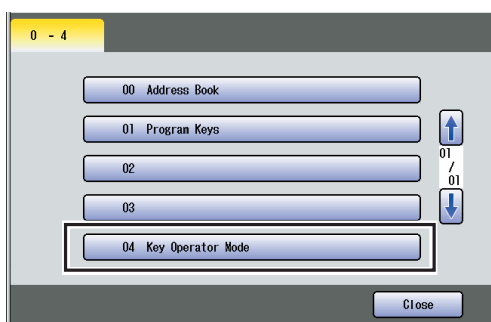 0 - 4
00 Address Book
01 Program Keys
02
03
04 Key Operator Mode
01
/
01
Close